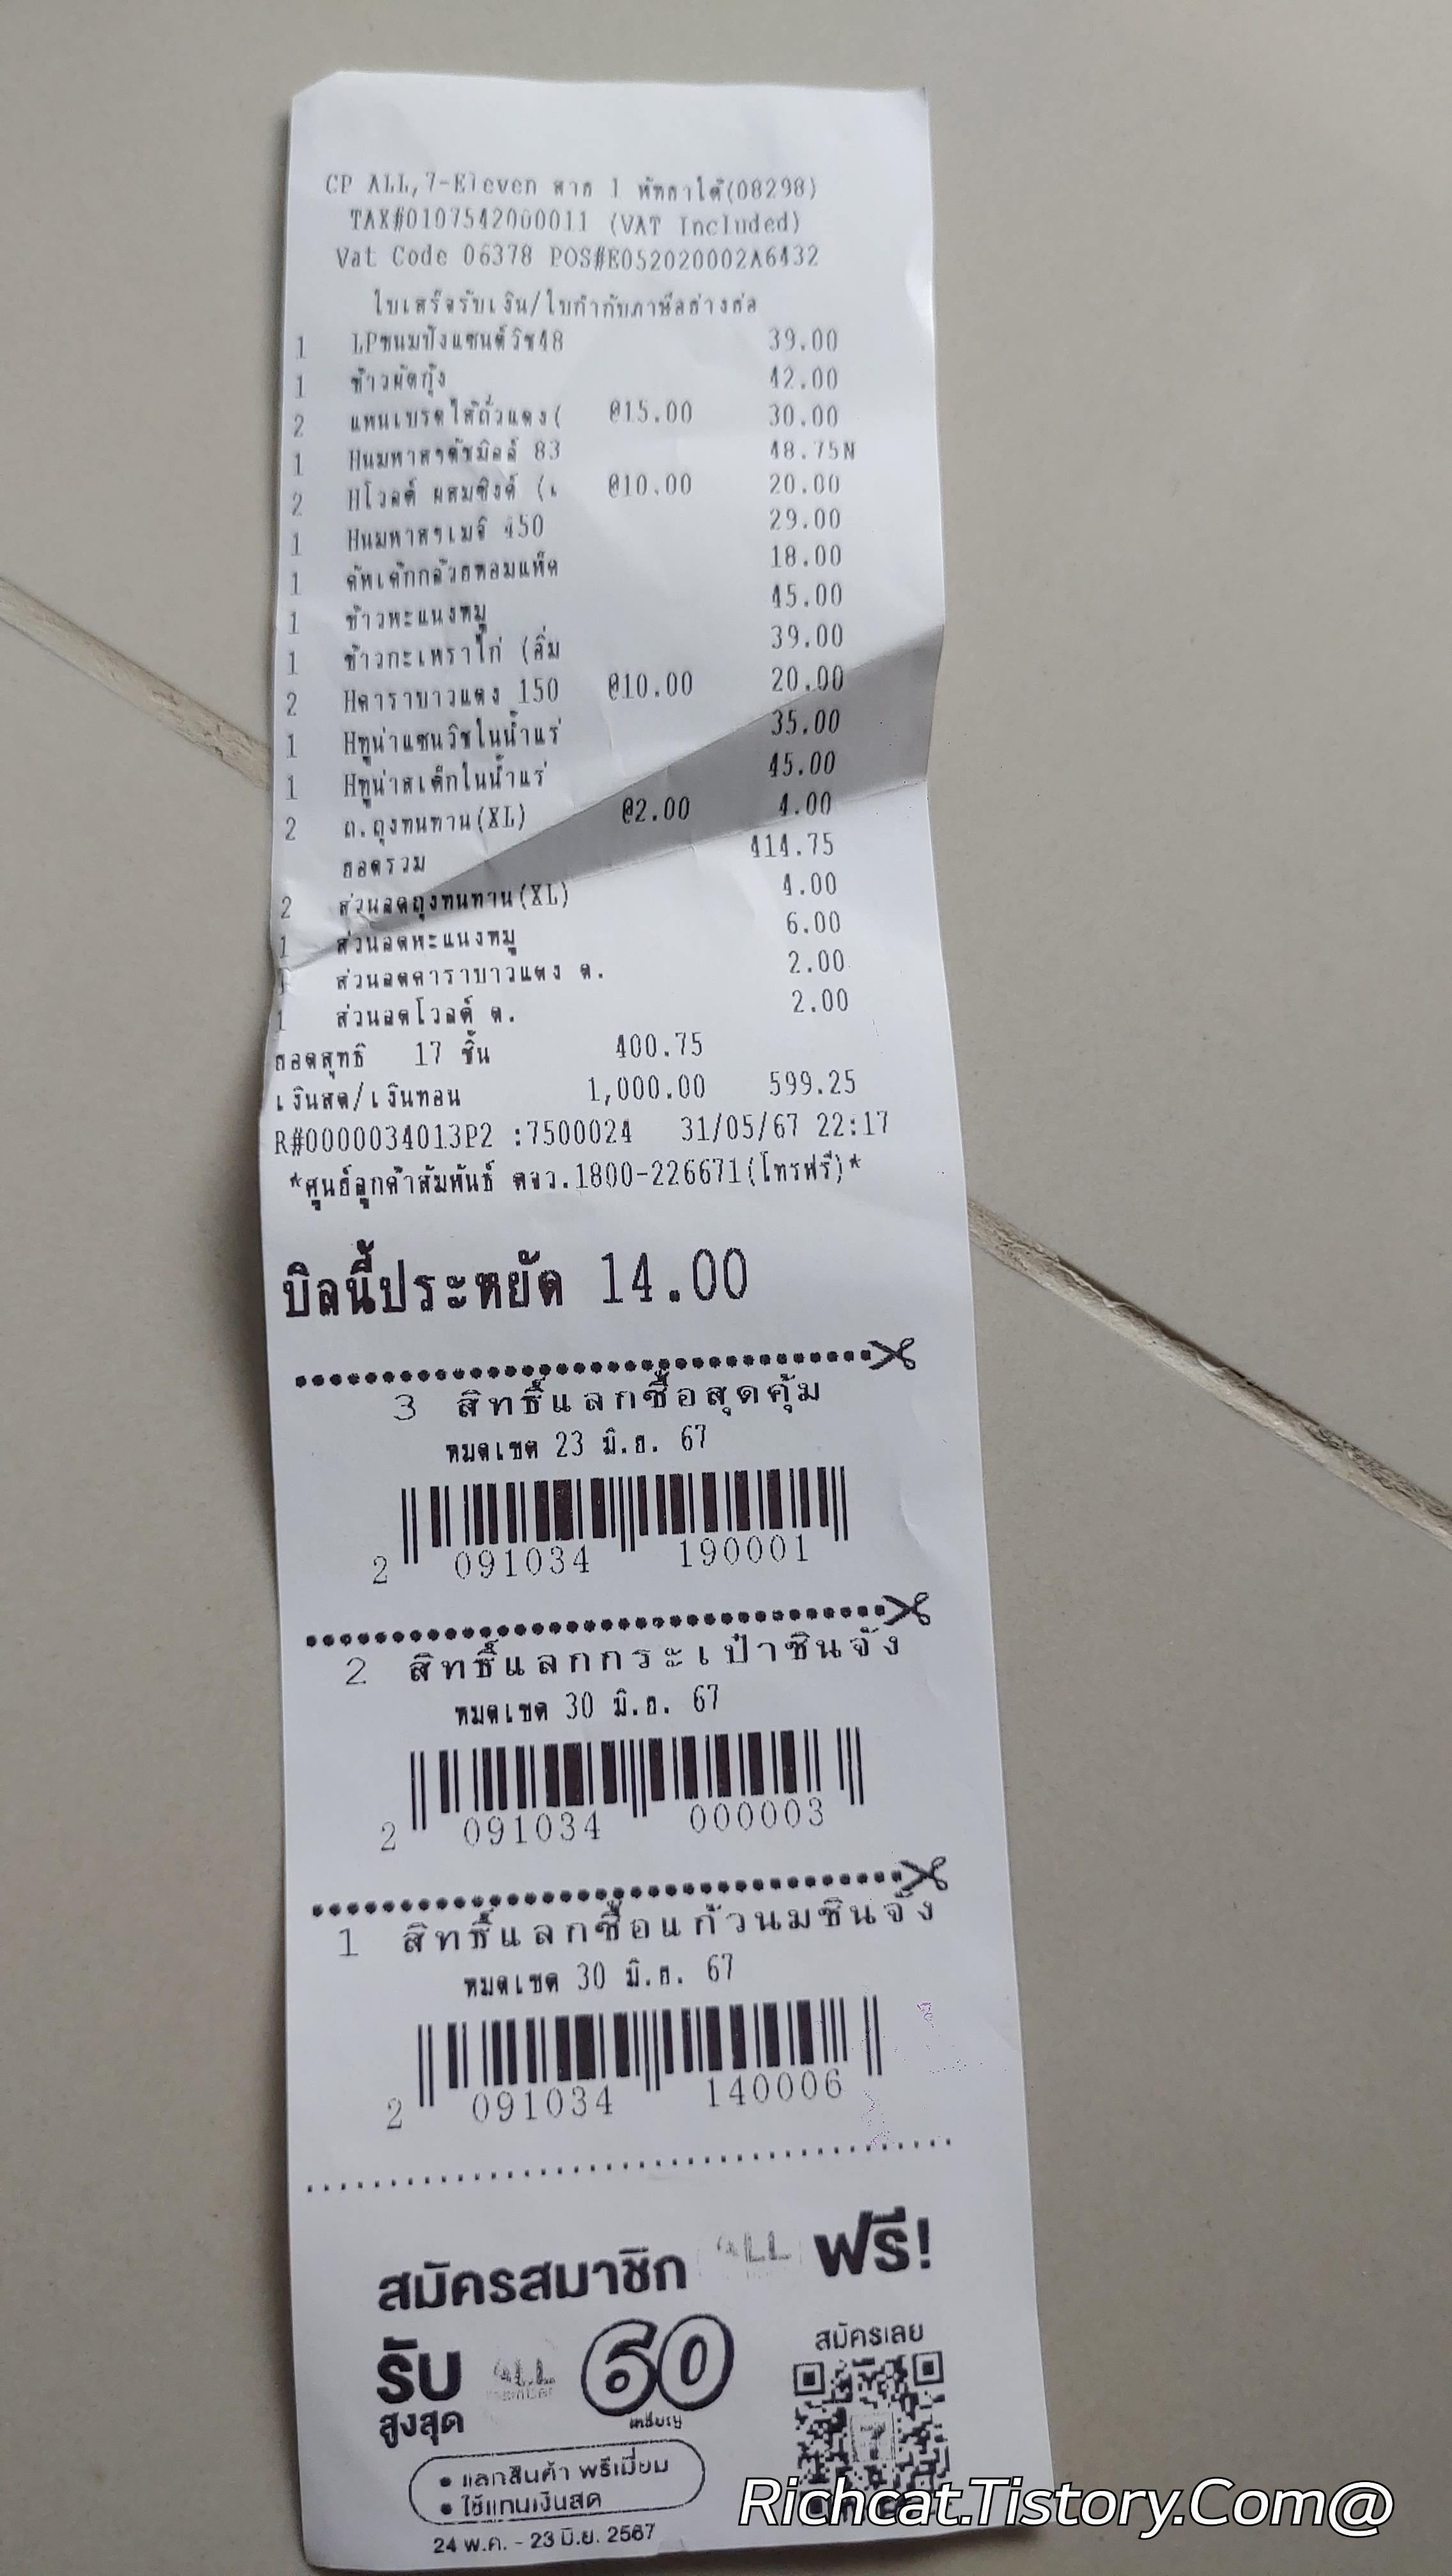 CP ALL,7-Eleven สาย 1 พัทยาใต้(08298)
TAX#0107542000011 (VAT Included)
Vat Code 06378 POS#E052020002A6432
ใบเสร็จรับเงิน/ใบกำกับภาษีอย่างย่อ
1 LPขนมปังแซนด์วิช48 39.00
1 ข้าวผัดกุ้ง 42.00
2 แพนเบรดไส้ถั่วแดง( @15.00 30.00
1 Hนมพาสฯดัชมิลล์ 83 48.75N
2 Hโวลต์ ผสมซิงค์ ( @10.00 20.00
1 Hนมพาสฯเมจิ 450 29.00
1 คัพเค้กกล้วยหอมแพ็ค 18.00
1 ข้าวพะแนงหมู 45.00
1 ข้าวกะเพราไก่ (อิ่ม 39.00
2 Hคาราบาวแดง 150 @10.00 20.00
1 Hทูน่าแซนวิชในน้ำแร่ 35.00
1 Hทูน่าสเต็กในน้ำแร่ 45.00
2 ถ.ถุงทนทาน(XL) @2.00 4.00
ยอดรวม 414.75
2 ส่วนลดถุงทนทาน(XL) 4.00
1 ส่วนลดพะแนงหมู 6.00
1 ส่วนลดคาราบาวแดง ค. 2.00
1 ส่วนลดโวลต์ ค. 2.00
ยอดสุทธิ 17 ชิ้น 400.75
เงินสด/เงินทอน 1,000.00 599.25
R#0000034013P2 :7500024 31/05/67 22:17
*ศูนย์ลูกค้าสัมพันธ์ ตจว.1800-226671(โทรฟรี)*
บิลนี้ประหยัด 14.00
3 สิทธิ์แลกซื้อสุดคุ้ม
หมดเขต 23 มิ.ย. 67
2 091034 190001
2 สิทธิ์แลกกระเป๋าชินจัง
หมดเขต 30 มิ.ย. 67
2 091034 000003
1 สิทธิ์แลกซื้อแก้วนมชินจัง
หมดเขต 30 มิ.ย. 67
2 091034 140006
สมัครสมาชิก ALL ฟรี!
รับ ALL 60 สมัครเลย
สูงสุด เหรียญ
• แลกสินค้า พรีเมี่ยม
• ใช้แทนเงินสด
24 พ.ค. - 23 มิ.ย. 2567
Richcat.Tistory.Com@